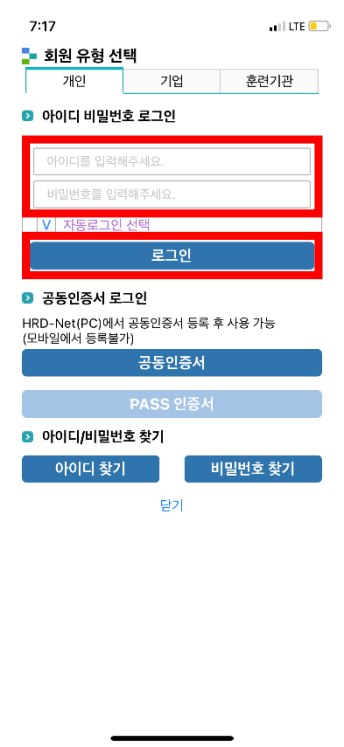 7:17
LTE
회원 유형 선택
개인 기업 훈련기관
아이디 비밀번호 로그인
아이디를 입력해주세요.
비밀번호를 입력해주세요.
V 자동로그인 선택
로그인
공동인증서 로그인
HRD-Net(PC)에서 공동인증서 등록 후 사용 가능
(모바일에서 등록불가)
공동인증서
PASS 인증서
아이디/비밀번호 찾기
아이디 찾기 비밀번호 찾기
닫기